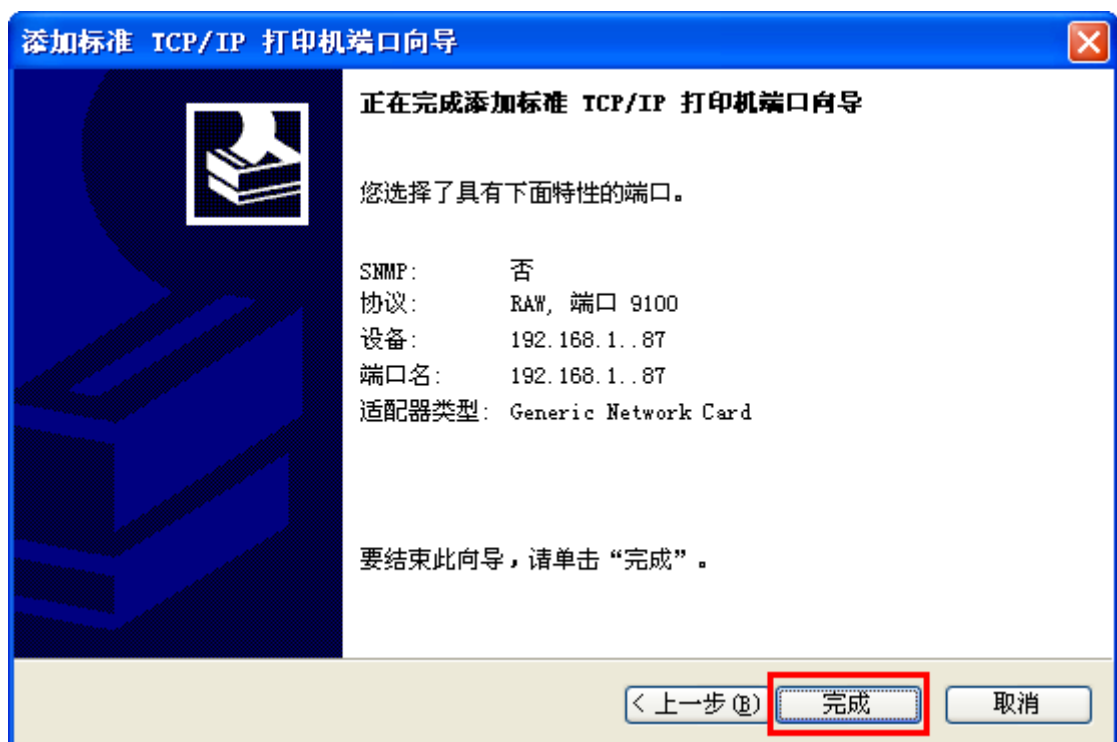 添加标准 TCP/IP 打印机端口向导
正在完成添加标准 TCP/IP 打印机端口向导
您选择了具有下面特性的端口。
SNMP: 否
协议: RAW, 端口 9100
设备: 192.168.1..87
端口名: 192.168.1..87
适配器类型: Generic Network Card
要结束此向导，请单击“完成”。
< 上一步(B) 完成 取消